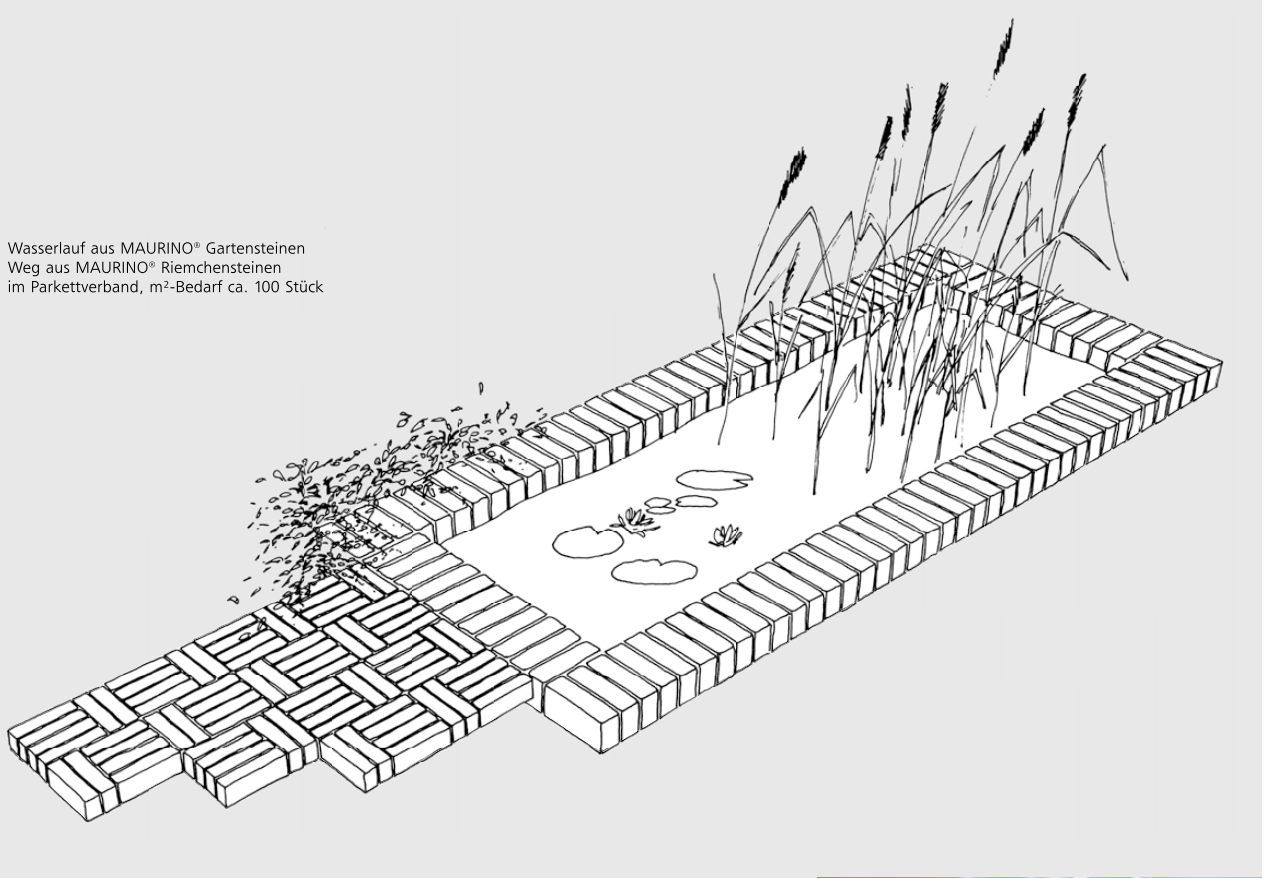 Wasserlauf aus MAURINO® Gartensteinen
Weg aus MAURINO® Riemchensteinen
im Parkettverband, m²-Bedarf ca. 100 Stück